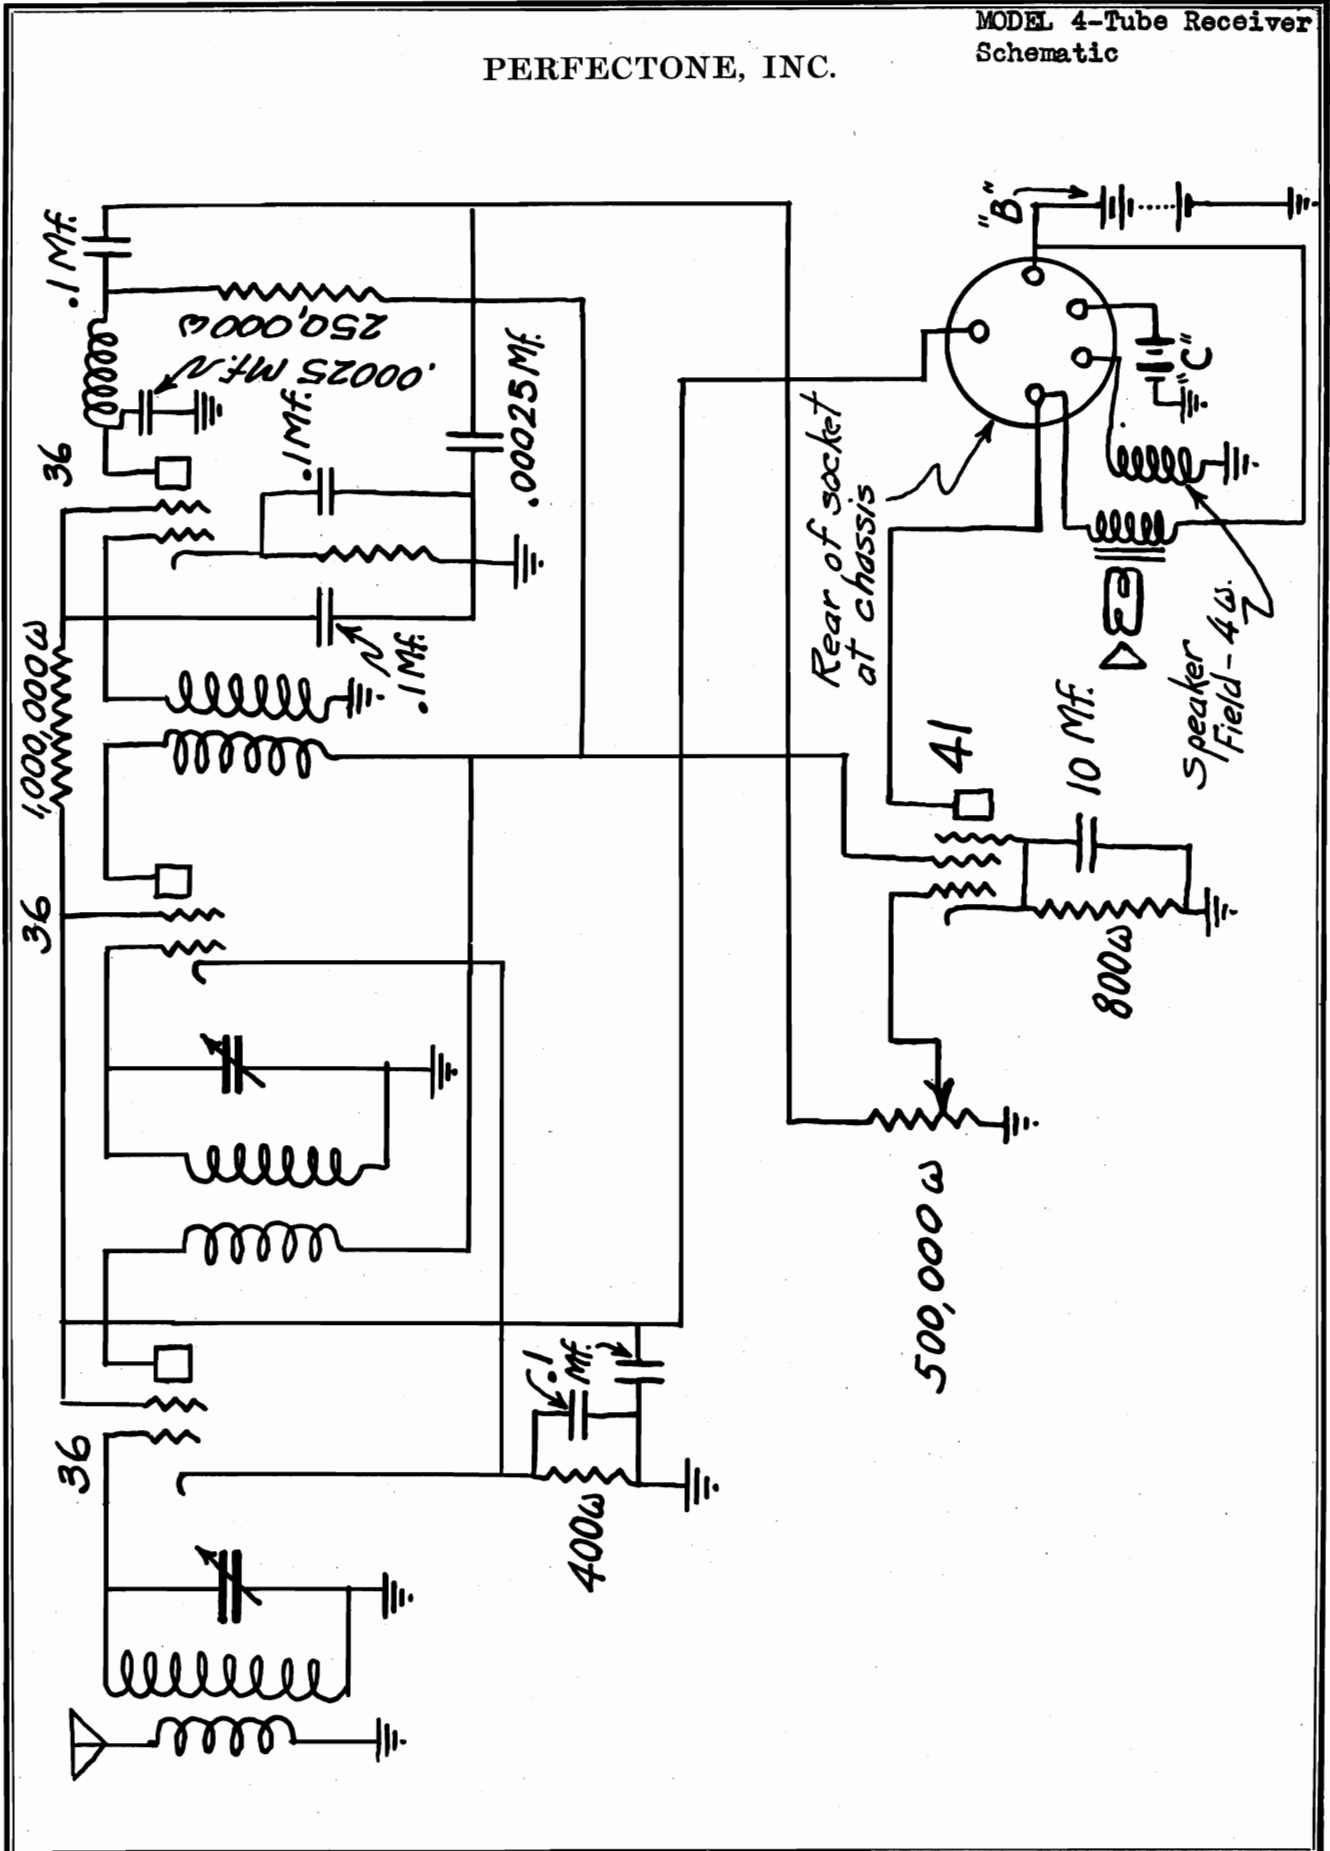 MODEL 4-Tube Receiver
Schematic
PERFECTONE, INC.
.1 Mf.
250,000ω
.00025 Mf.
36
.1 Mf.
.00025 Mf.
1,000,000ω
.1 Mf.
36
36
.1
Mf.
400ω
"B"
"C"
Rear of socket
at chassis
Speaker
Field-4ω.
41
10 Mf.
800ω
500,000ω